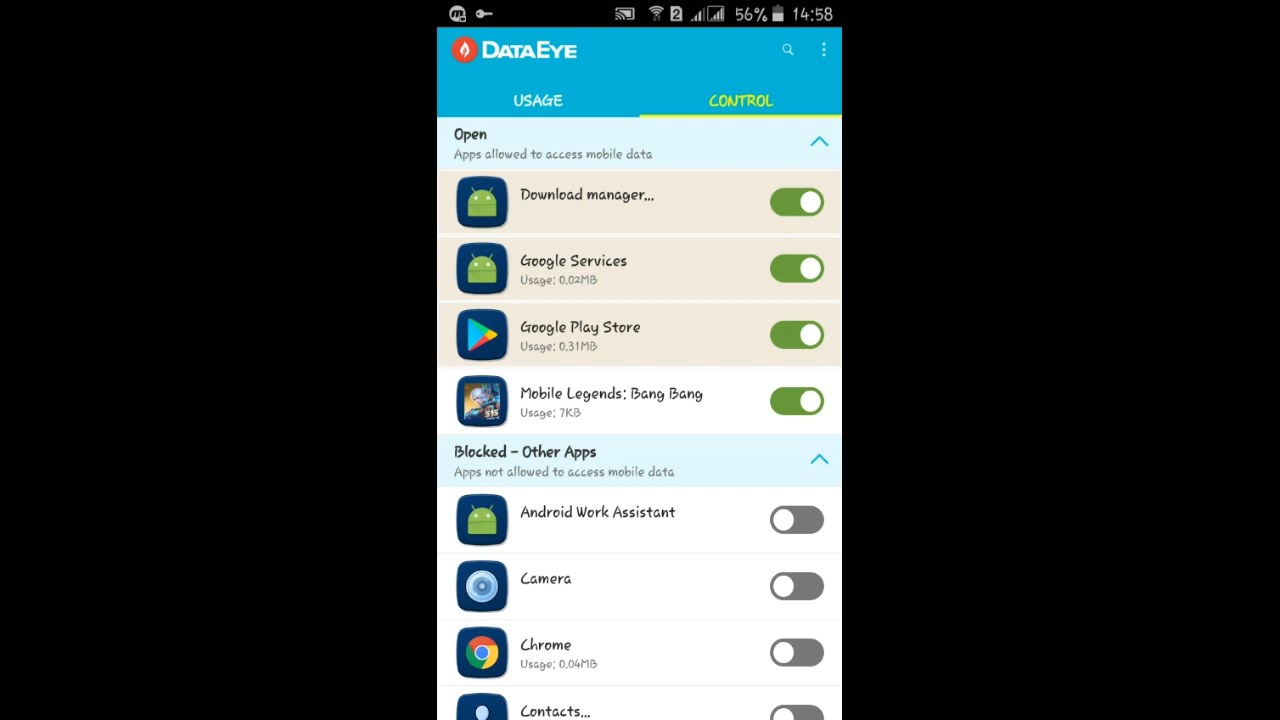 2 56% 14:58
DATAEYE
USAGE CONTROL
Open
Apps allowed to access mobile data
Download manager...
Google Services
Usage: 0.02MB
Google Play Store
Usage: 0.31MB
Mobile Legends: Bang Bang
Usage: 7KB
Blocked - Other Apps
Apps not allowed to access mobile data
Android Work Assistant
Camera
Chrome
Usage: 0.04MB
Contacts...